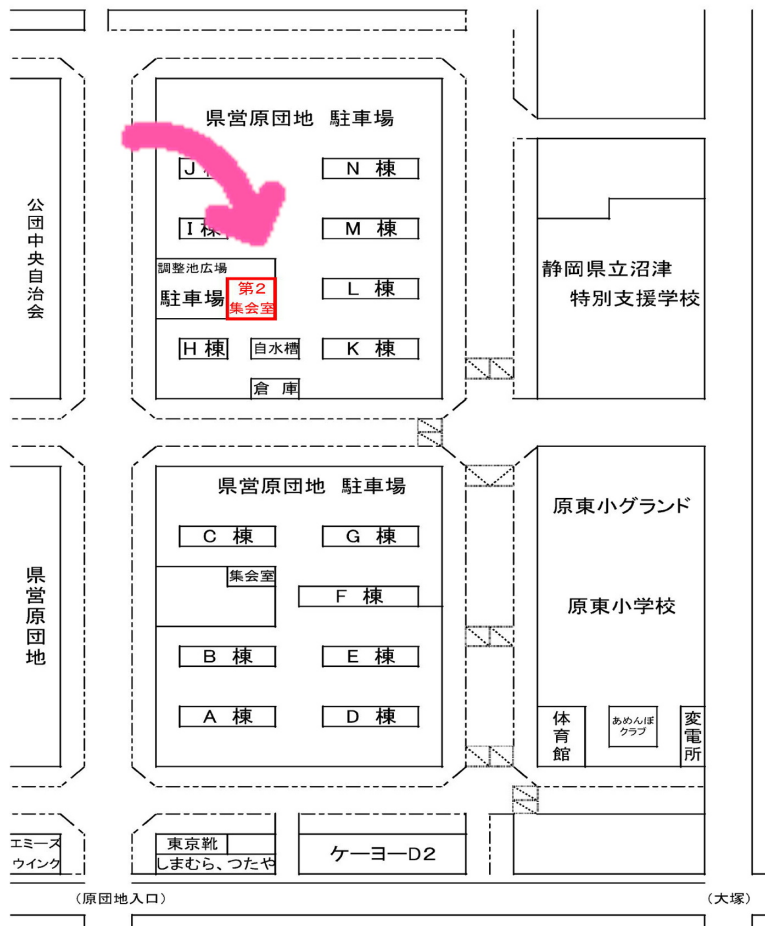 県営原団地 駐車場
J
N 棟
I 棟
M 棟
調整池広場
駐車場
第2
集会室
L 棟
H 棟
自水槽
K 棟
倉 庫
公団中央自治会
静岡県立沼津
特別支援学校
県営原団地 駐車場
C 棟
G 棟
集会室
F 棟
B 棟
E 棟
A 棟
D 棟
県営原団地
原東小グランド
原東小学校
体育館
あめんぼ
クラブ
変電所
エミーズ
ウインク
東京靴
しまむら、つたや
ケーヨーD2
（原団地入口）
（大塚）